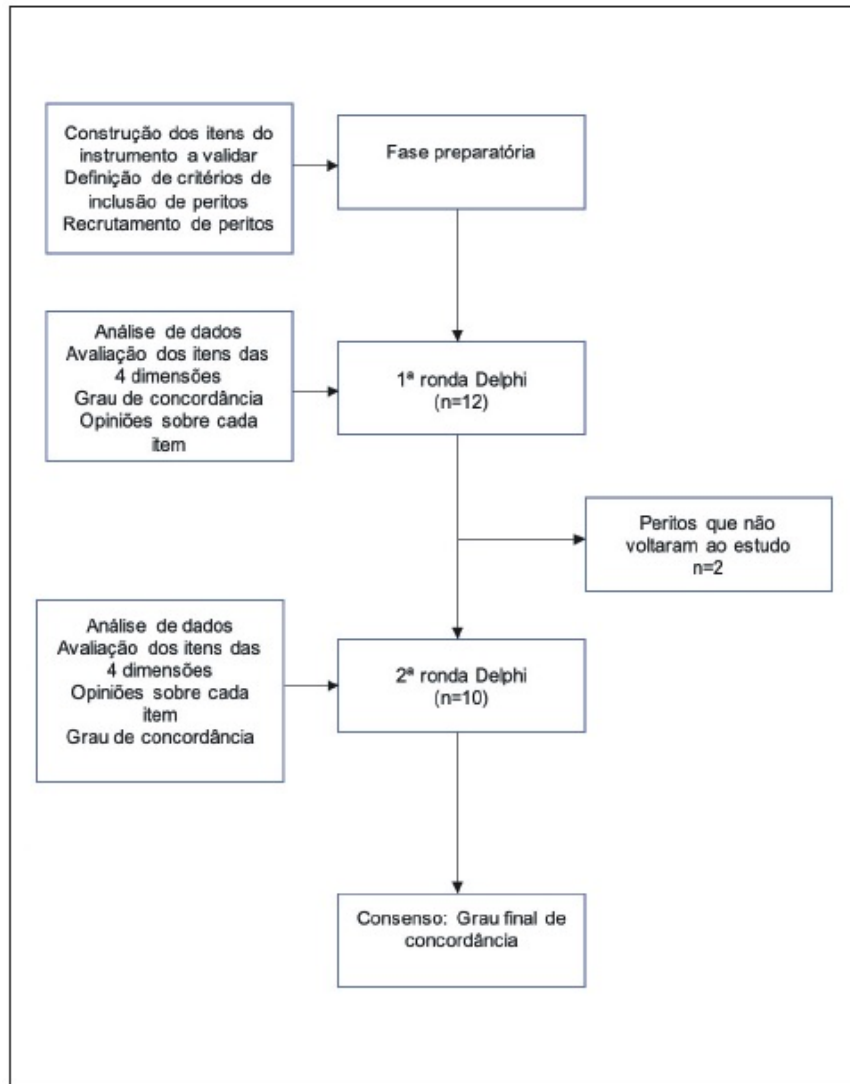 Construção dos itens do
instrumento a validar
Definição de critérios de
inclusão de peritos
Recrutamento de peritos
Fase preparatória
Análise de dados
Avaliação dos itens das
4 dimensões
Grau de concordância
Opiniões sobre cada
item
1ª ronda Delphi
(n=12)
Peritos que não
voltaram ao estudo
n=2
Análise de dados
Avaliação dos itens das
4 dimensões
Opiniões sobre cada
item
Grau de concordância
2ª ronda Delphi
(n=10)
Consenso: Grau final de
concordância